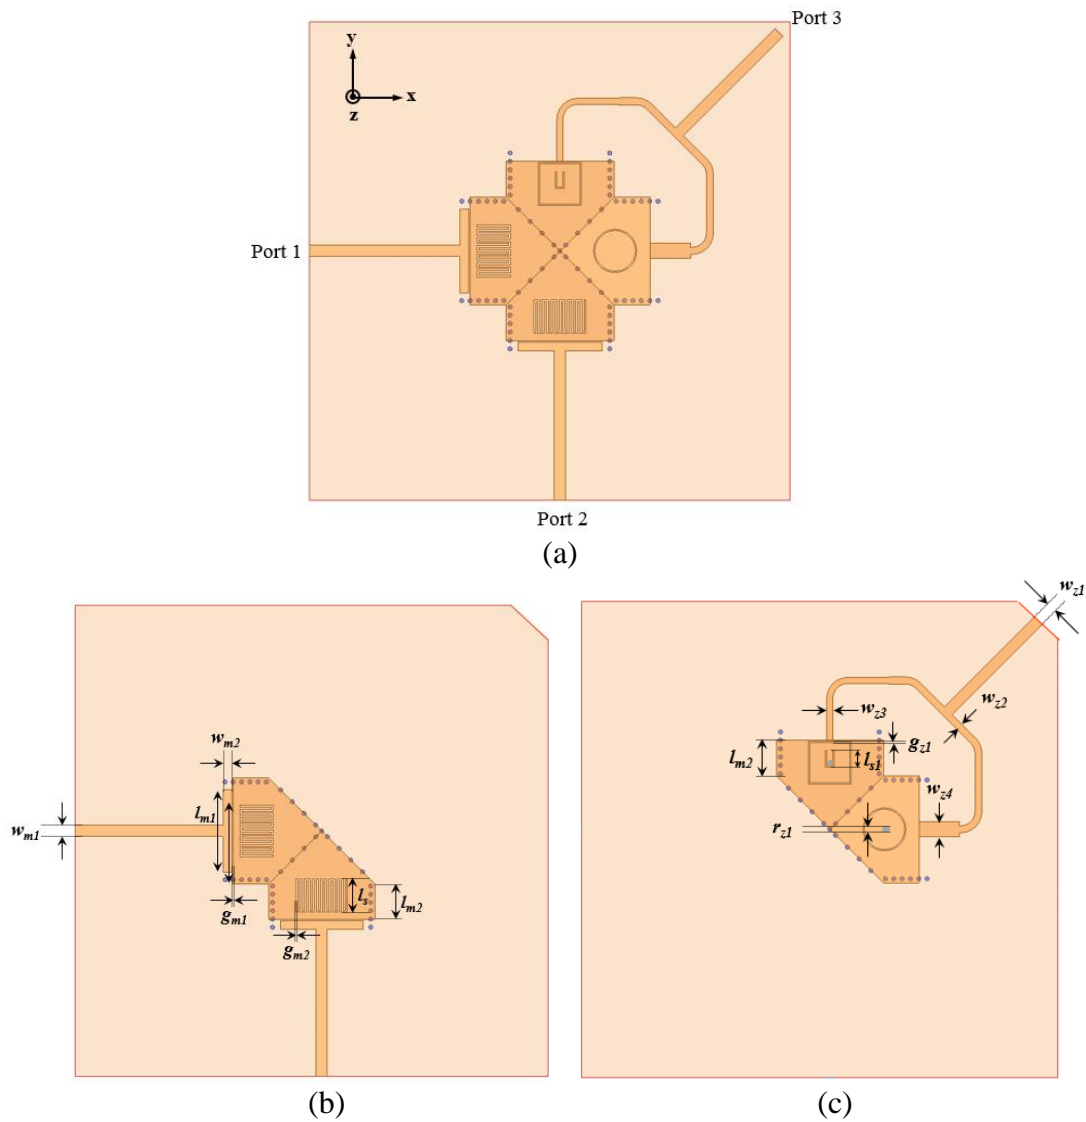 Port 3
y
x
z
Port 1
Port 2
(a)
w_z1
w_m2
w_z3
w_z2
g_z1
l_m2
l_s1
l_m1
w_m1
w_z4
r_z1
l_s
l_m2
g_m1
g_m2
(b)
(c)